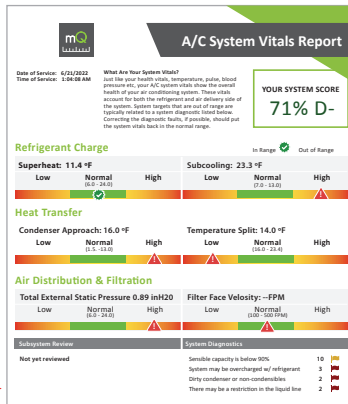 mQ
A/C System Vitals Report
Date of Service: 6/21/2022
Time of Service: 1:04:08 AM
What Are Your System Vitals?
Just like your health vitals, temperature, pulse, blood
pressure etc, your A/C system vitals show the overall
health of your air conditioning system. These vitals
account for both the refrigerant and air delivery side of
the system. System targets that are out of range are
typically related to a system diagnostic listed below.
Correcting the diagnostic faults, if possible, should put
the system vitals back in the normal range.
YOUR SYSTEM SCORE
71% D-
Refrigerant Charge
In Range Out of Range
Superheat: 11.4 ºF
Low Normal High
(6.0 - 24.0)
Subcooling: 23.3 ºF
Low Normal High
(7.0 - 13.0)
Heat Transfer
Condenser Approach: 16.0 ºF
Low Normal High
(1.5. -13.0)
Temperature Split: 14.0 ºF
Low Normal High
(16.0 - 23.4)
Air Distribution & Filtration
Total External Static Pressure 0.89 inH20
Low Normal High
(6.0 - 24.0)
Filter Face Velosity: --FPM
Low Normal High
(100 - 500 FPM)
Subsystem Review
Not yet reviewed
System Diagnostics
Sensible capacity is below 90% 10
System may be overcharged w/ refrigerant 3
Dirty condenser or non-condensibles 2
There may be a restriction in the liquid line 2